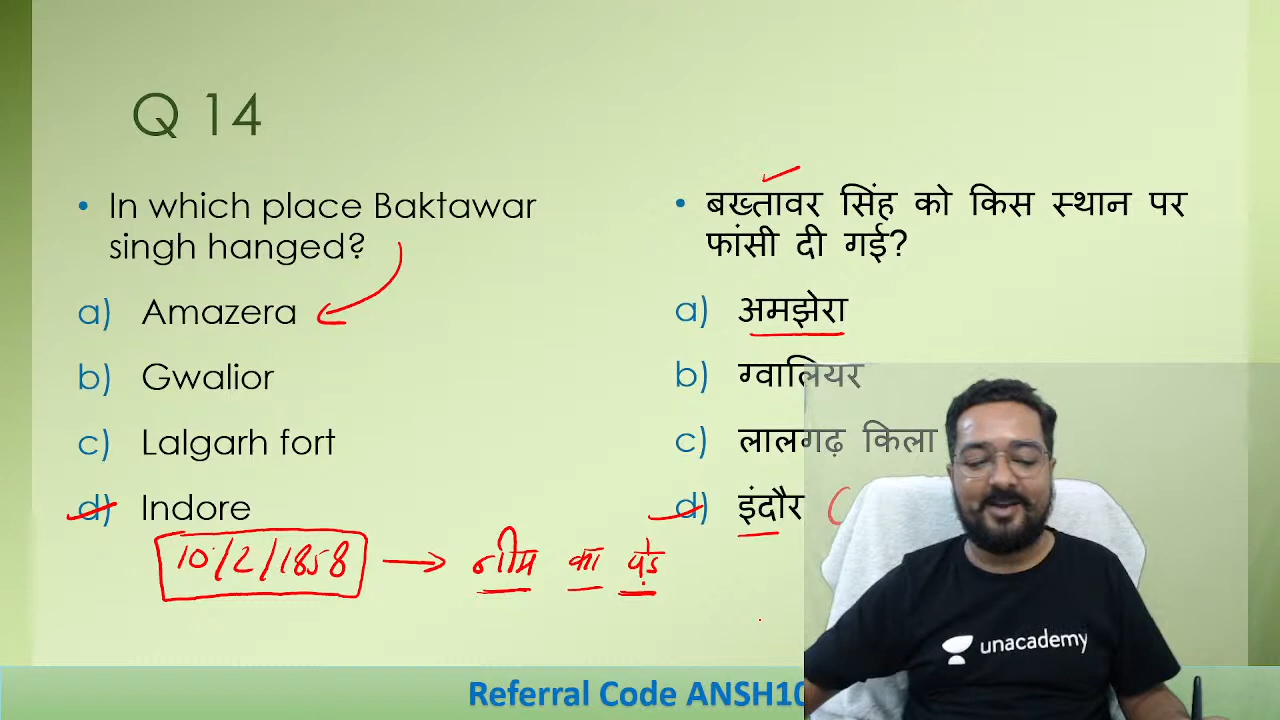 Q 14
• In which place Baktawar
singh hanged?
a) Amazera
b) Gwalior
c) Lalgarh fort
d) Indore
10/2/1858 → नीम का पेड
• बख्तावर सिंह को किस स्थान पर
फांसी दी गई?
a) अमझेरा
b) ग्वालियर
c) लालगढ़ किला
d) इंदौर (
unacademy
Referral Code ANSH10